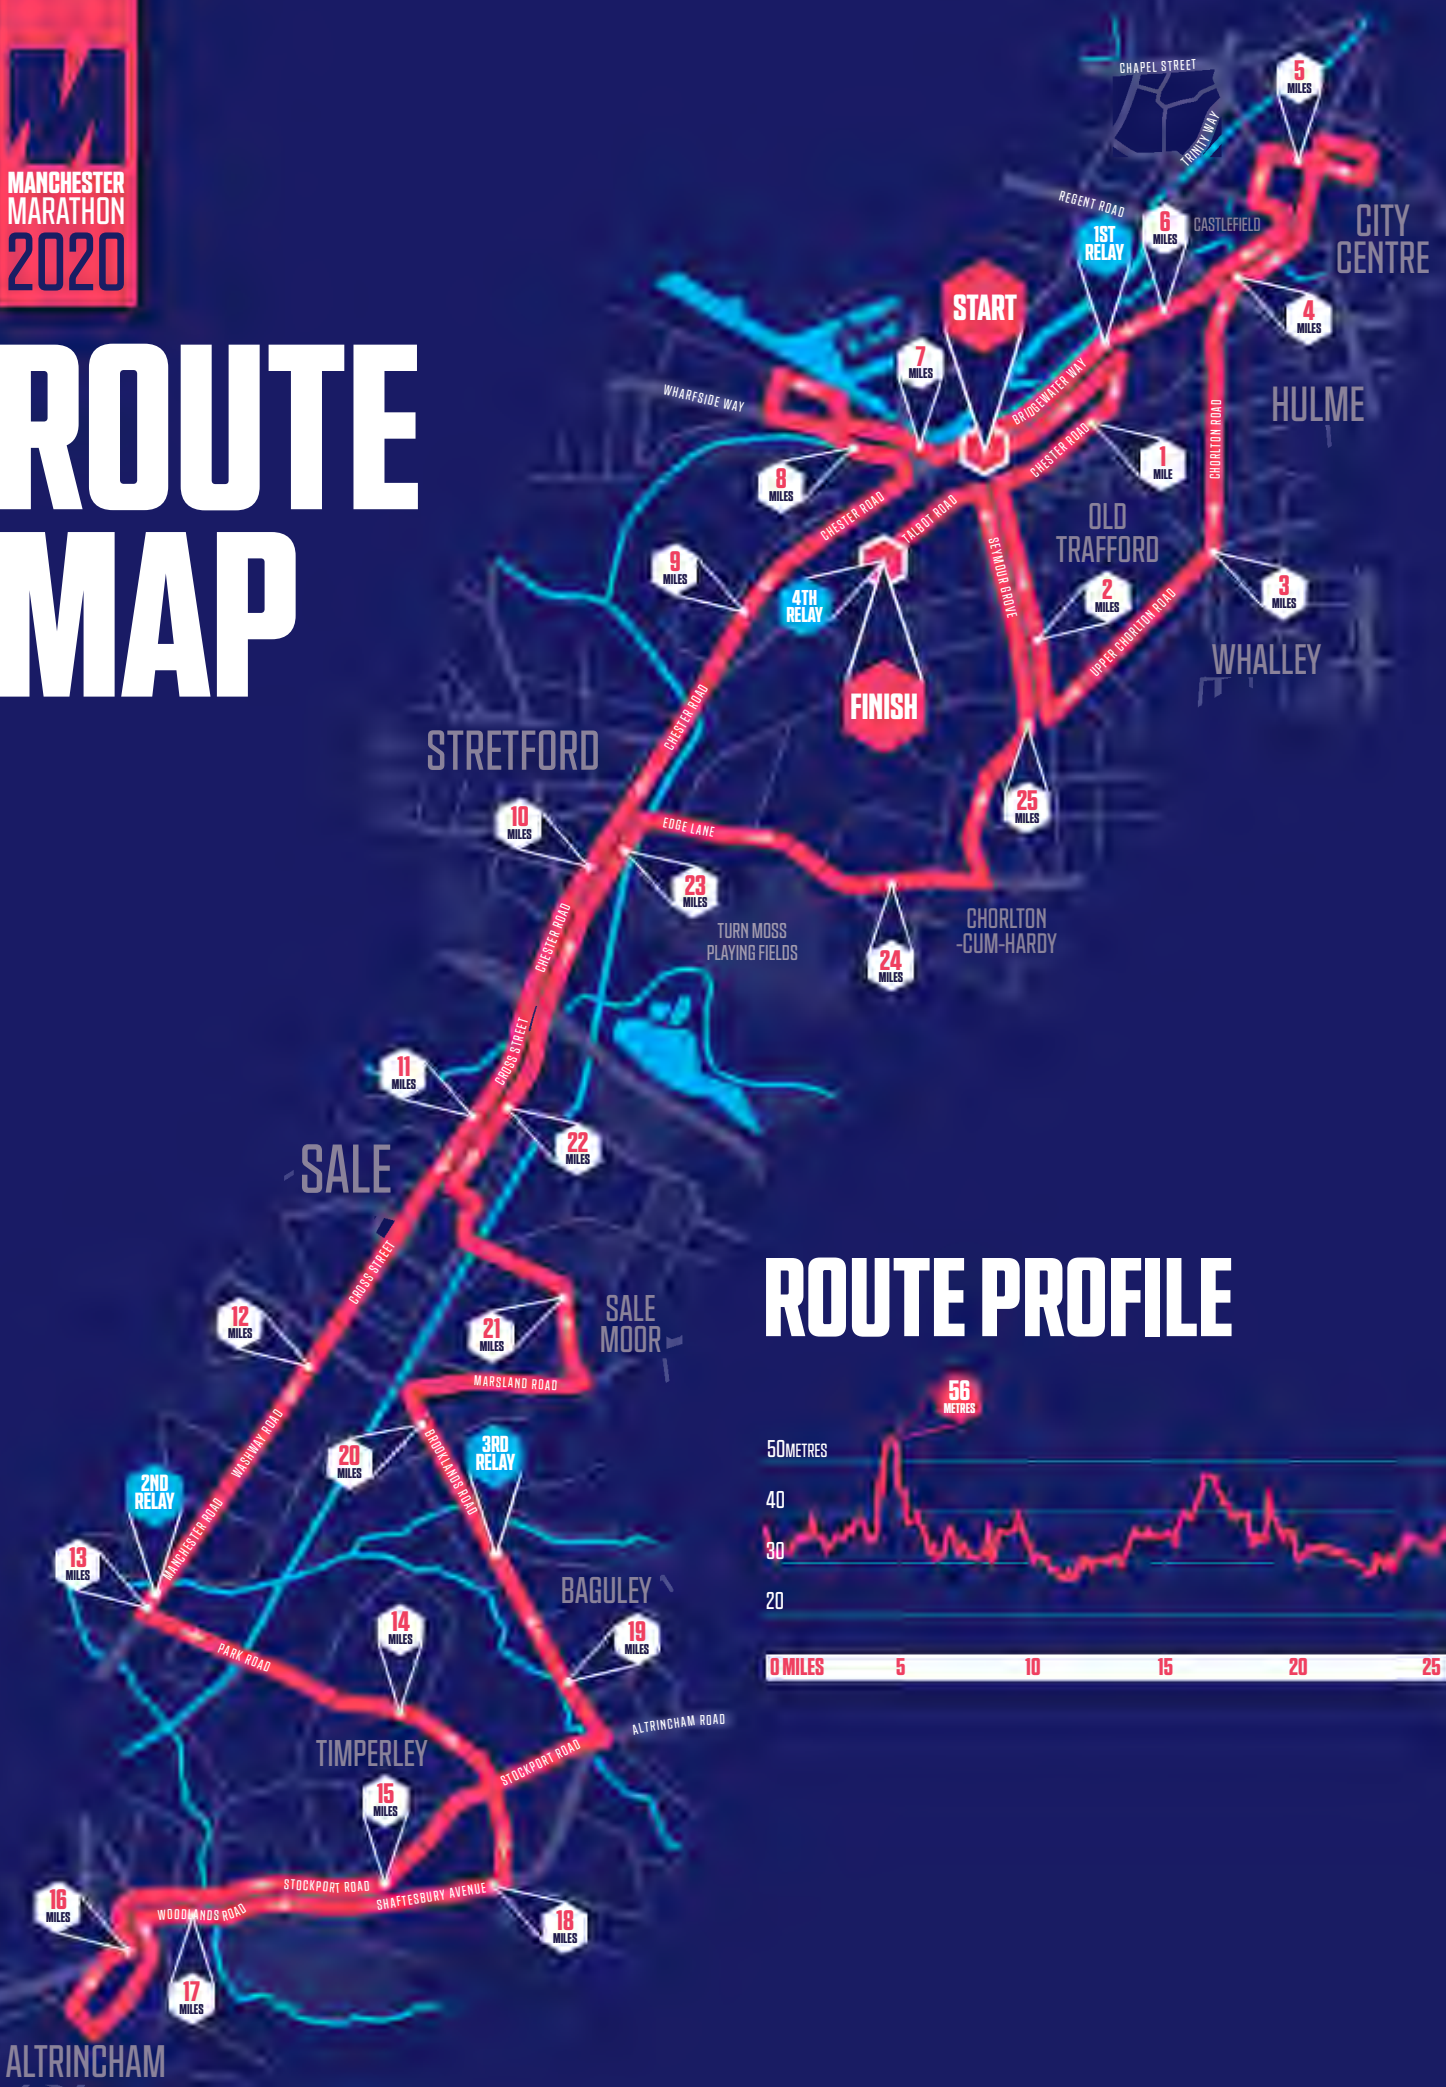 MANCHESTER
MARATHON
2020
ROUTE
MAP
CHAPEL STREET
TRINITY WAY
5
MILES
REGENT ROAD
1ST
RELAY
6
MILES
CASTLEFIELD
CITY
CENTRE
START
4
MILES
7
MILES
WHARFSIDE WAY
BRIDGEWATER WAY
HULME
CHORLTON ROAD
CHESTER ROAD
1
MILE
8
MILES
CHESTER ROAD
TALBOT ROAD
OLD
TRAFFORD
SEYMOUR GROVE
9
MILES
4TH
RELAY
2
MILES
3
MILES
UPPER CHORLTON ROAD
WHALLEY
FINISH
CHESTER ROAD
STRETFORD
10
MILES
EDGE LANE
25
MILES
23
MILES
TURN MOSS
PLAYING FIELDS
CHORLTON
-CUM-HARDY
24
MILES
CHESTER ROAD
CROSS STREET
11
MILES
22
MILES
SALE
CROSS STREET
12
MILES
21
MILES
SALE
MOOR
MARSLAND ROAD
WASHWAY ROAD
20
MILES
BROOKLANDS ROAD
3RD
RELAY
2ND
RELAY
MANCHESTER ROAD
13
MILES
BAGULEY
14
MILES
19
MILES
PARK ROAD
ALTRINCHAM ROAD
TIMPERLEY
STOCKPORT ROAD
15
MILES
STOCKPORT ROAD
SHAFTESBURY AVENUE
16
MILES
WOODLANDS ROAD
18
MILES
17
MILES
ALTRINCHAM
ROUTE PROFILE
56
METRES
50METRES
40
30
20
0 MILES 5 10 15 20 25